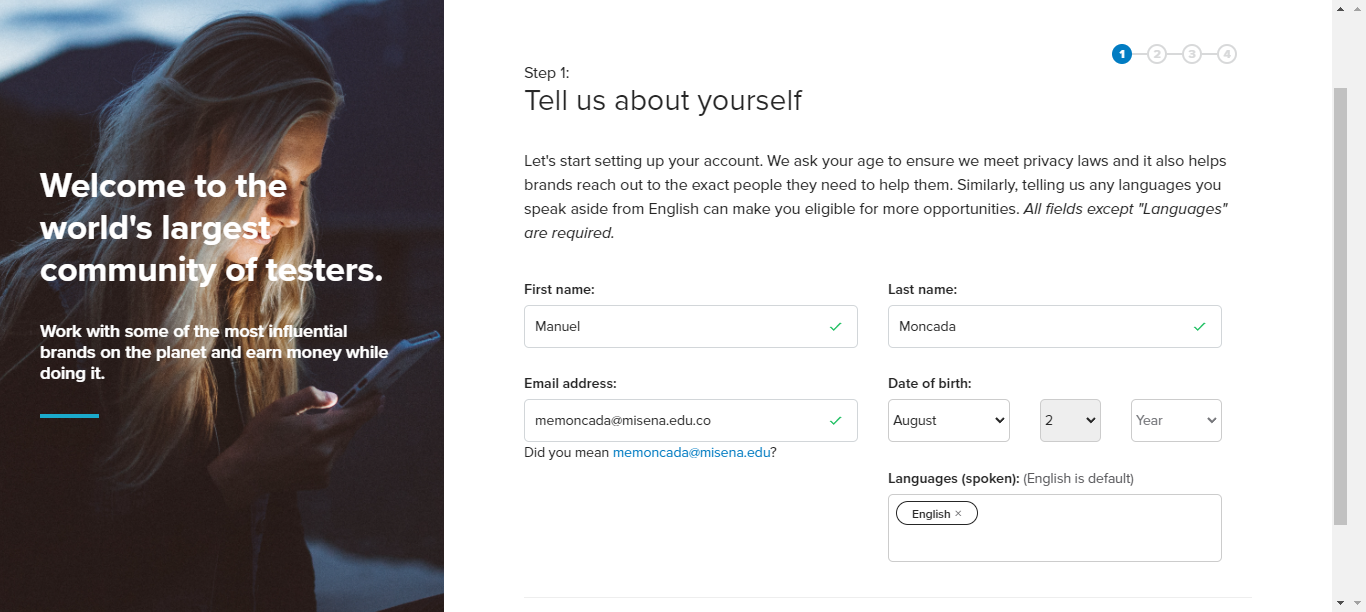 Welcome to the
world's largest
community of testers.
Work with some of the most influential
brands on the planet and earn money while
doing it.
1 2 3 4
Step 1:
Tell us about yourself
Let's start setting up your account. We ask your age to ensure we meet privacy laws and it also helps
brands reach out to the exact people they need to help them. Similarly, telling us any languages you
speak aside from English can make you eligible for more opportunities. All fields except "Languages"
are required.
First name:
Manuel
Last name:
Moncada
Email address:
memoncada@misena.edu.co
Did you mean memoncada@misena.edu?
Date of birth:
August 2 Year
Languages (spoken): (English is default)
English ×